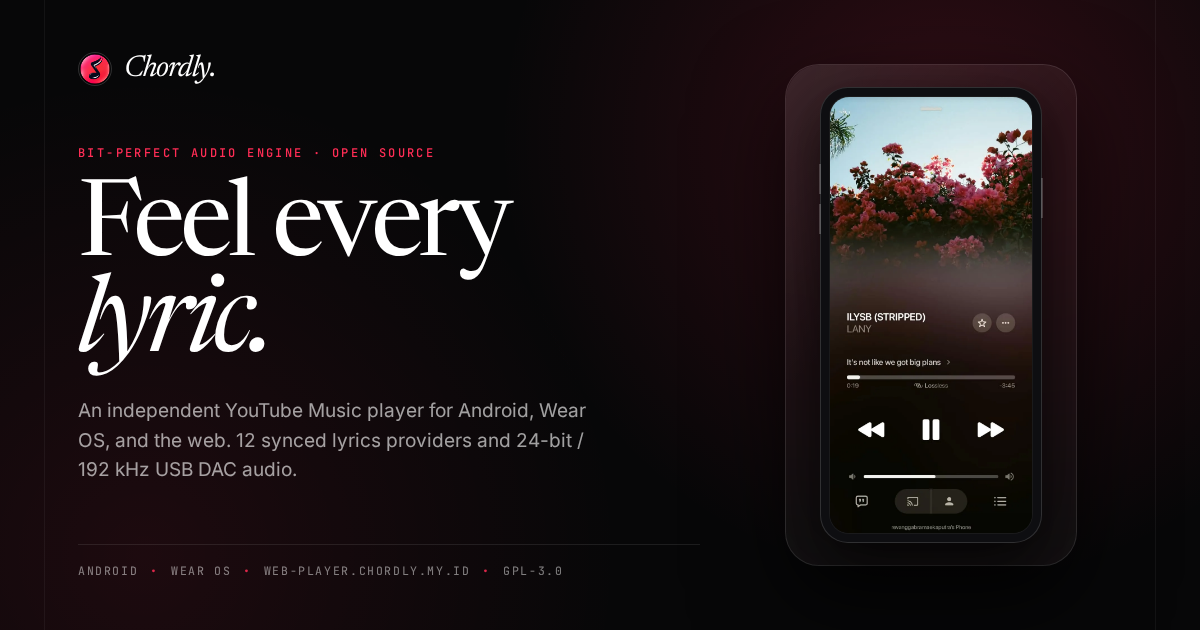 Chordly.
BIT-PERFECT AUDIO ENGINE · OPEN SOURCE
Feel every
lyric.
An independent YouTube Music player for Android, Wear
OS, and the web. 12 synced lyrics providers and 24-bit /
192 kHz USB DAC audio.
ANDROID • WEAR OS • WEB-PLAYER.CHORDLY.MY.ID • GPL-3.0
ILYSB (STRIPPED)
LANY
It's not like we got big plans >
0:19 Lossless -3:45
Phone